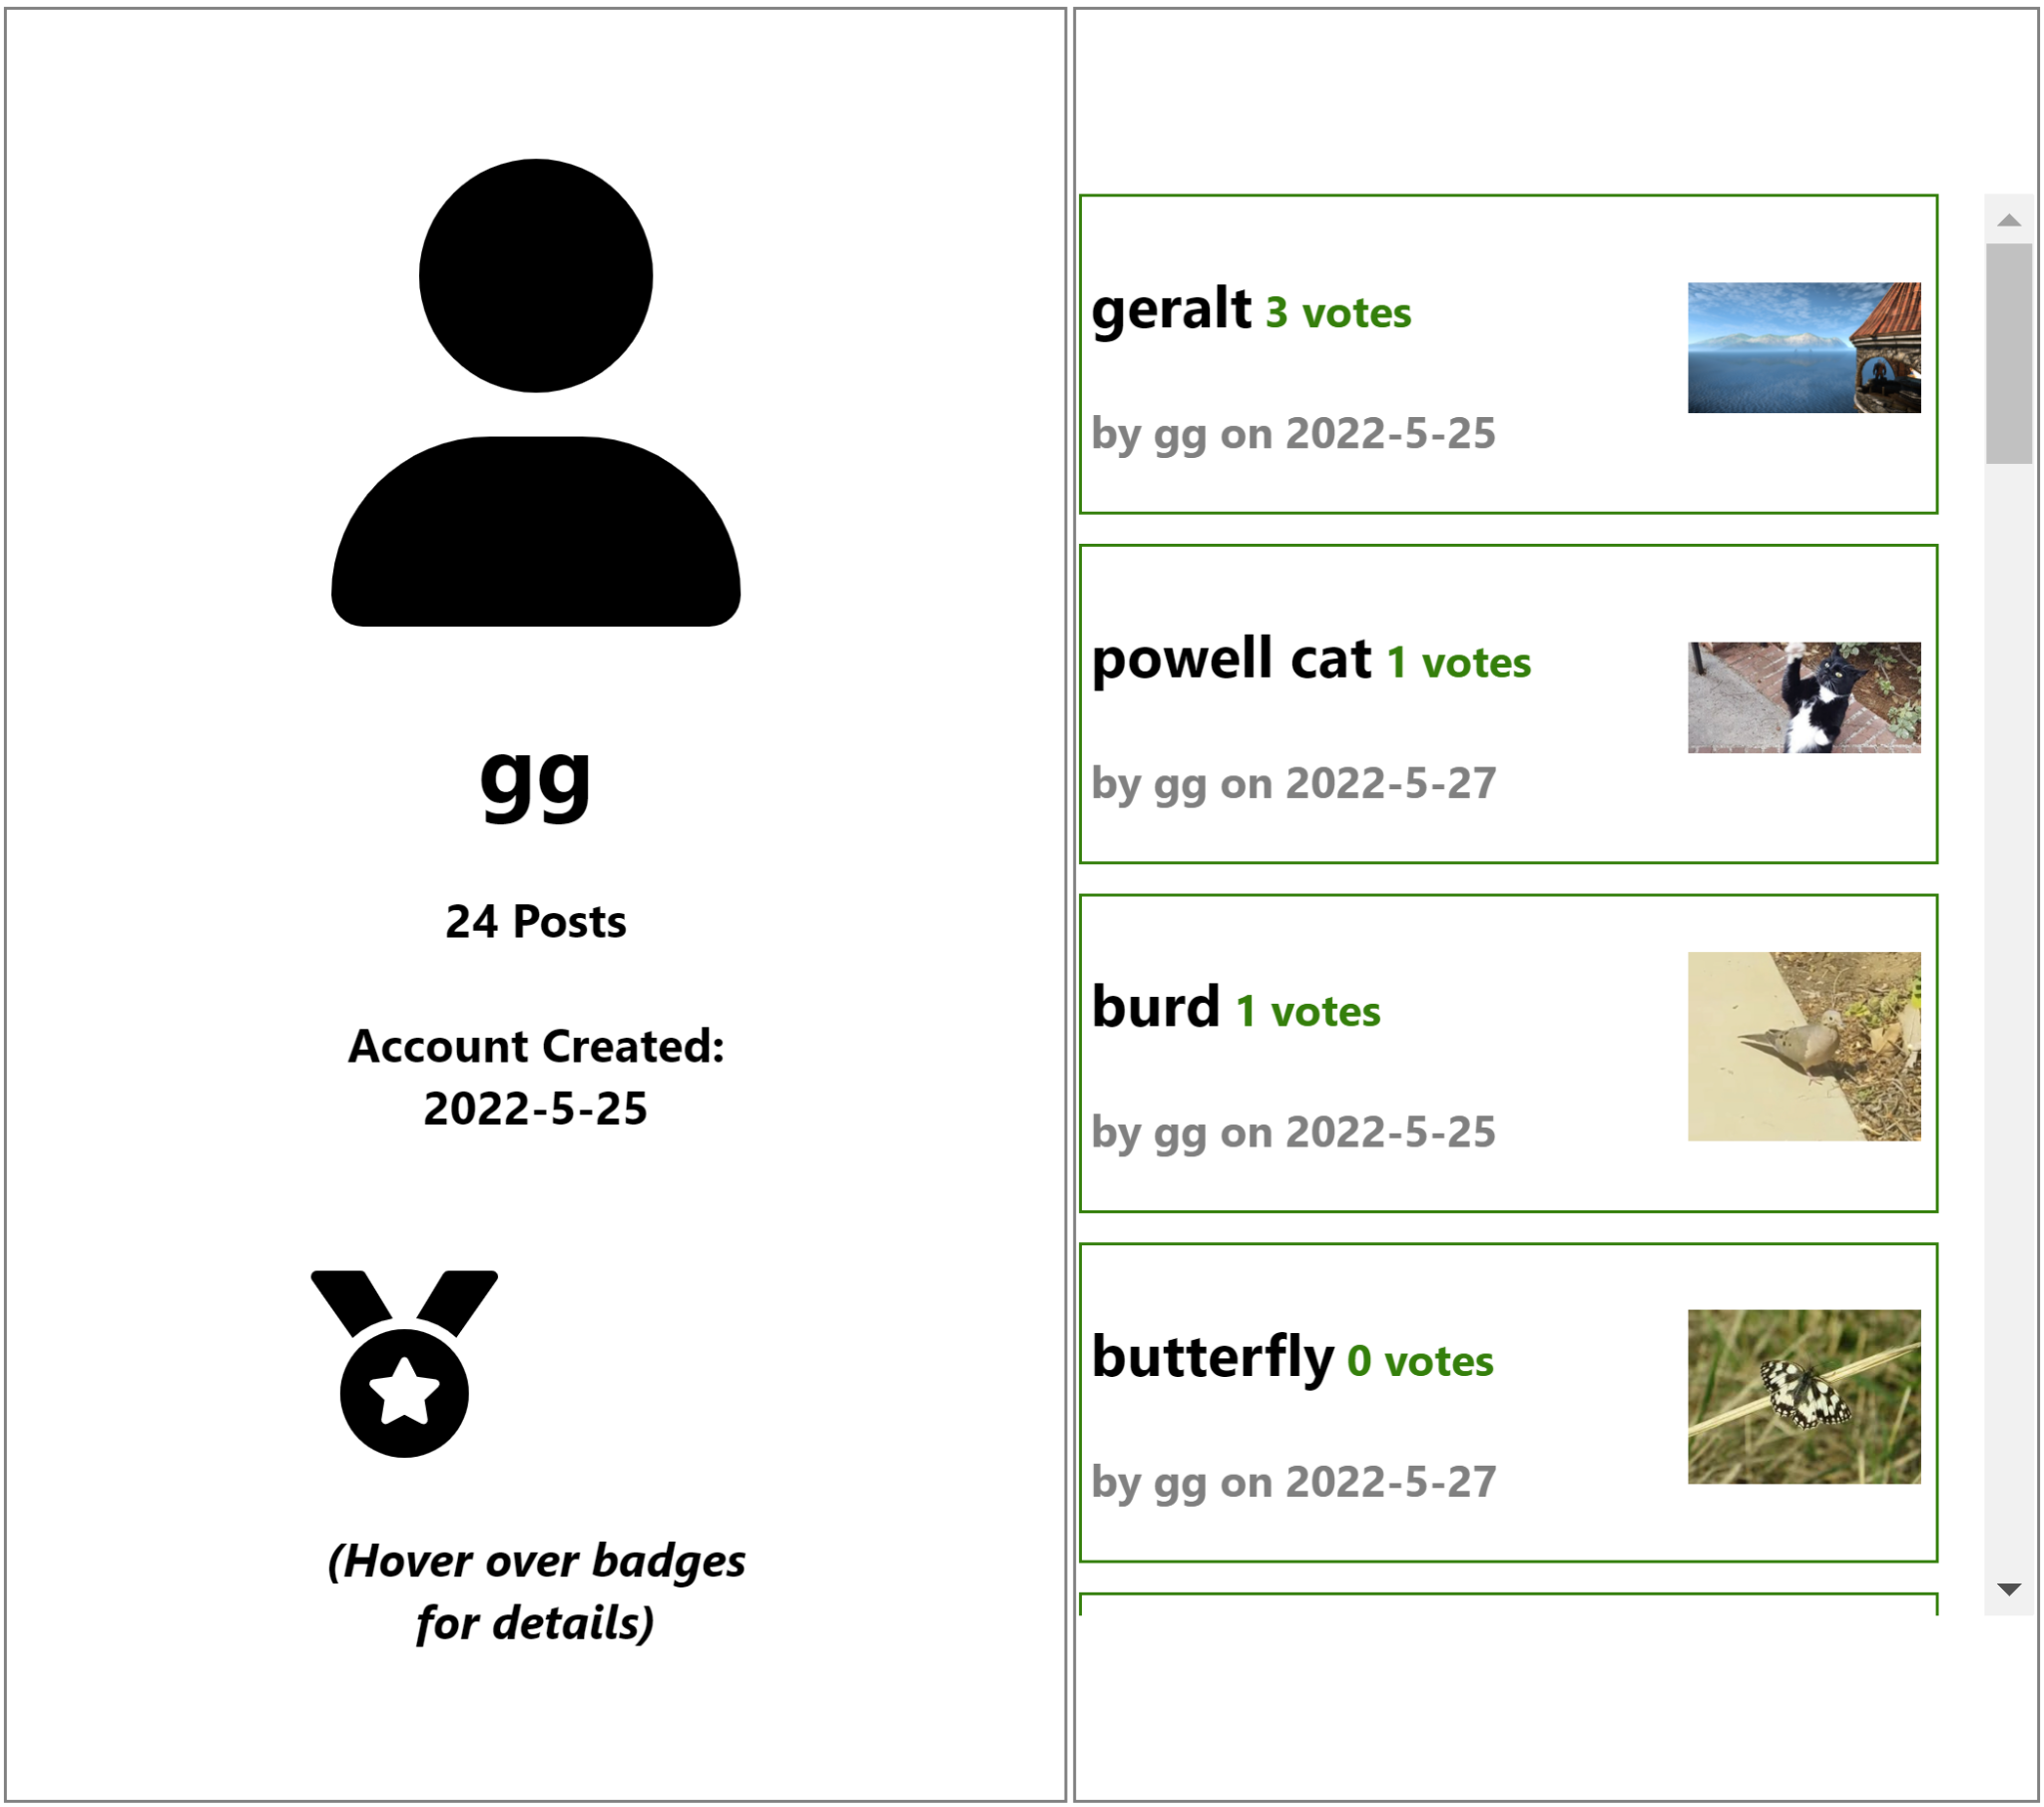 gg
24 Posts
Account Created:
2022-5-25
(Hover over badges
for details)
geralt 3 votes
by gg on 2022-5-25
powell cat 1 votes
by gg on 2022-5-27
burd 1 votes
by gg on 2022-5-25
butterfly 0 votes
by gg on 2022-5-27